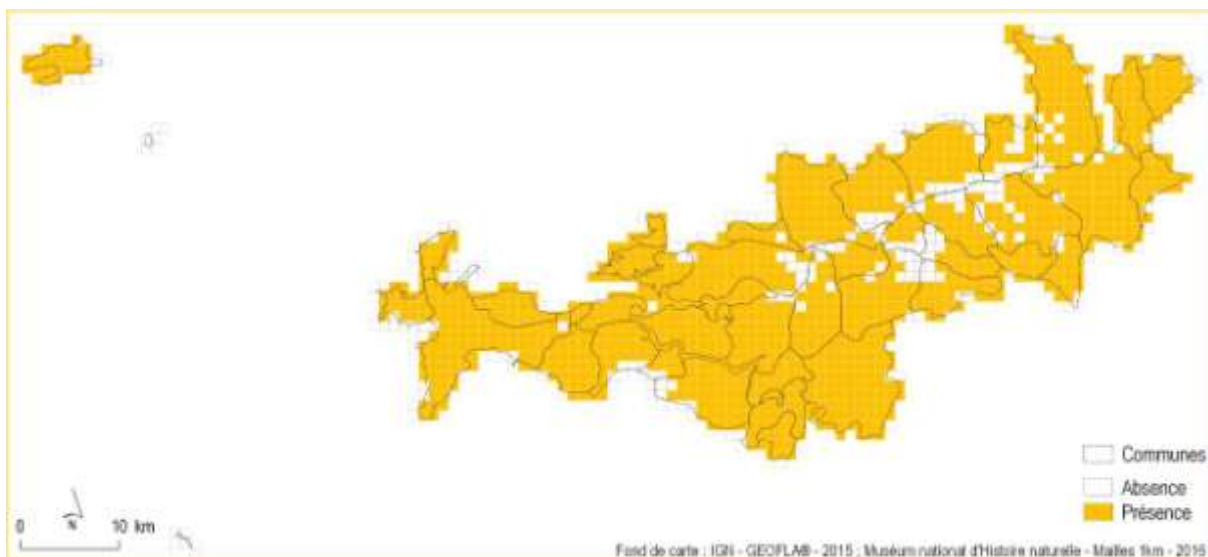 Communes
Absence
Présence
N
0 10 km
Fond de carte : IGN - GEOFLA® - 2015 ; Muséum national d'Histoire naturelle - Mailles 1km - 2016